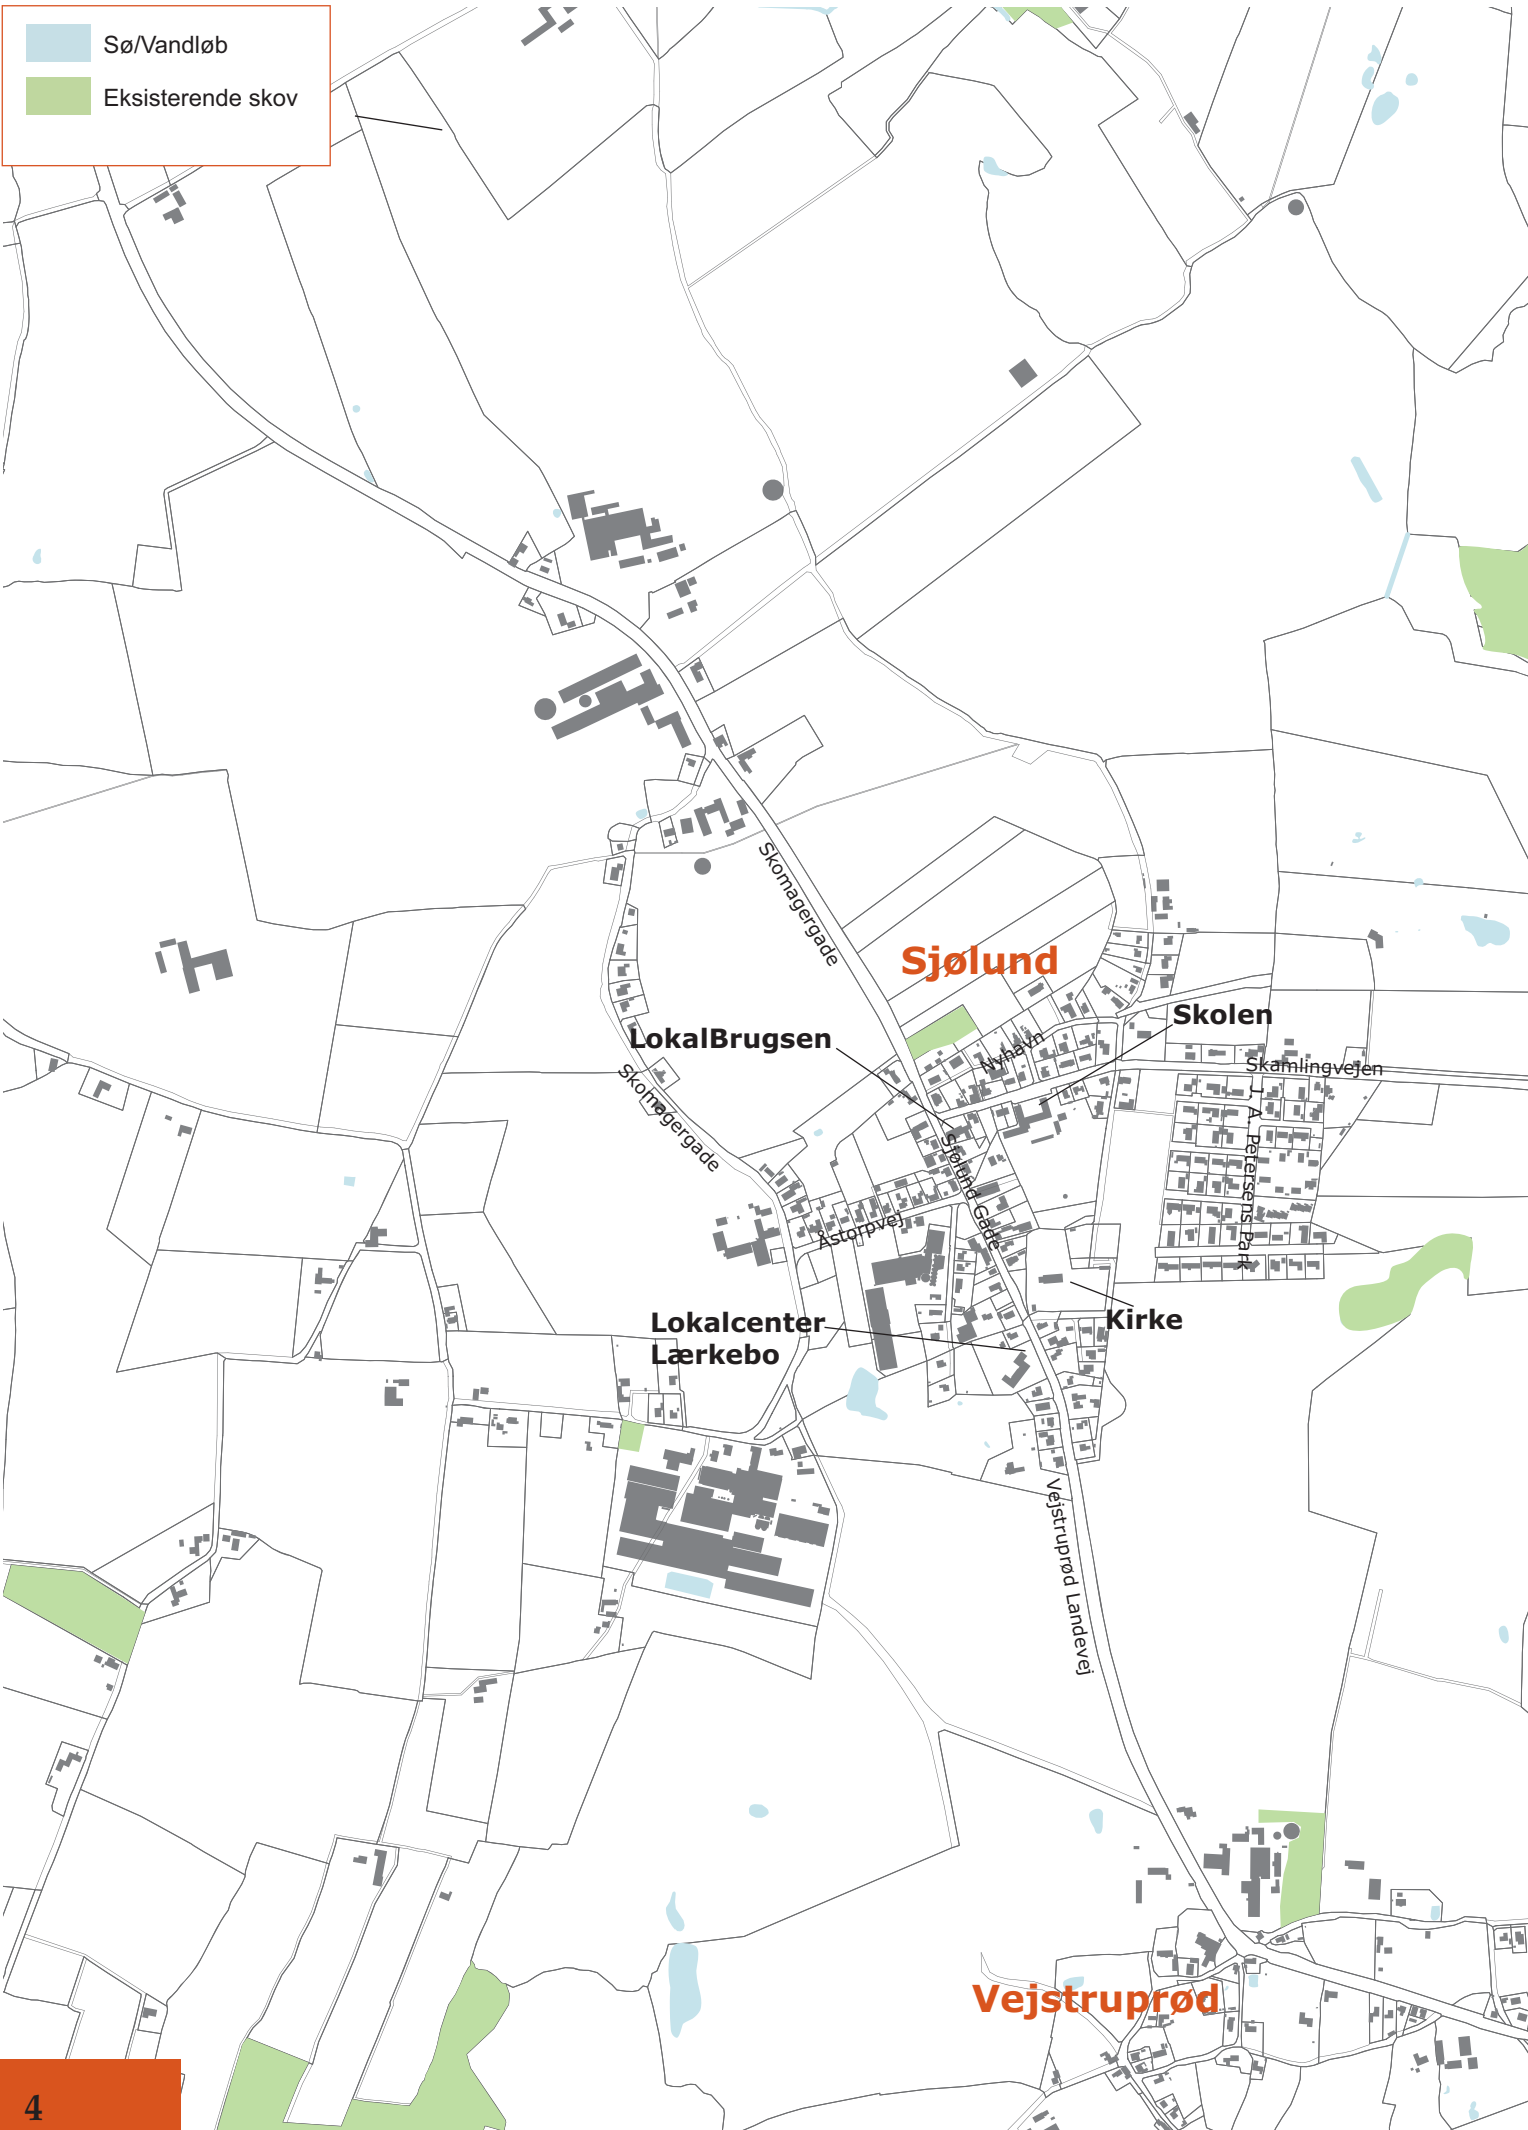 Sø/Vandløb
Eksisterende skov
Skomagergade
Sjølund
Skolen
LokalBrugsen
Nyhavn
Skamlingvejen
Skomagergade
J. A. Petersens Park
Sjølund Gade
Åstorpvej
Kirke
Lokalcenter
Lærkebo
Vejstruprød Landevej
Vejstruprød
4